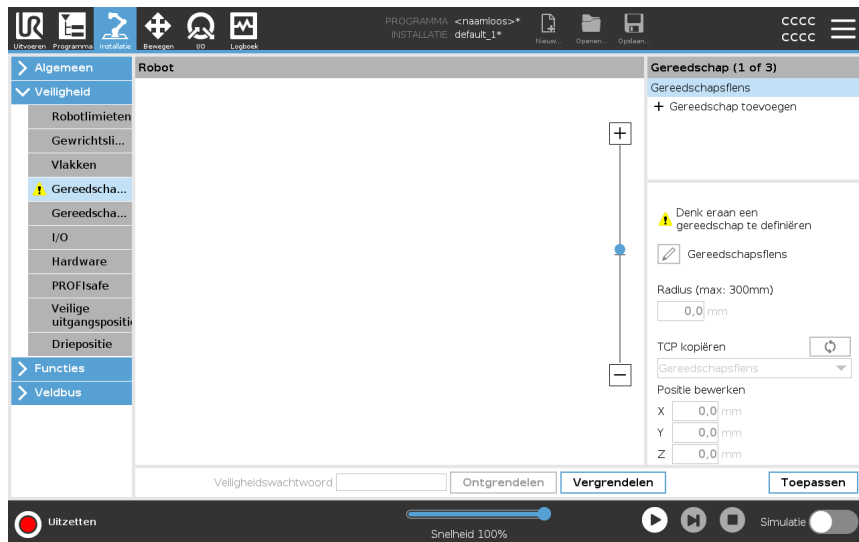 UR
Uitvoeren
Programma
Installatie
Bewegen
I/O
Logboek
PROGRAMMA <naamloos>*
INSTALLATIE default_1*
Nieuw...
Openen...
Opslaan...
cccc
cccc
Algemeen
Veiligheid
Robotlimieten
Gewrichtsli...
Vlakken
Gereedscha...
Gereedscha...
I/O
Hardware
PROFIsafe
Veilige
uitgangspositi
Driepositie
Functies
Veldbus
Robot
Gereedschap (1 of 3)
Gereedschapsflens
+ Gereedschap toevoegen
Denk eraan een
gereedschap te definiëren
Gereedschapsflens
Radius (max: 300mm)
0,0 mm
TCP kopiëren
Gereedschapsflens
Positie bewerken
X 0,0 mm
Y 0,0 mm
Z 0,0 mm
Veiligheidswachtwoord
Ontgrendelen
Vergrendelen
Toepassen
Uitzetten
Snelheid 100%
Simulatie